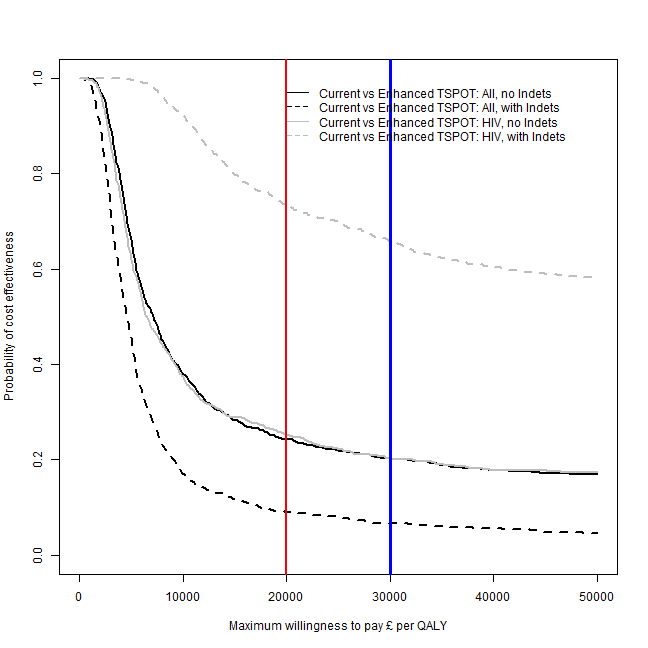 Current vs Enhanced TSPOT: All, no Indets
Current vs Enhanced TSPOT: All, with Indets
Current vs Enhanced TSPOT: HIV, no Indets
Current vs Enhanced TSPOT: HIV, with Indets
Probability of cost effectiveness
1.0
0.8
0.6
0.4
0.2
0.0
0 10000 20000 30000 40000 50000
Maximum willingness to pay £ per QALY